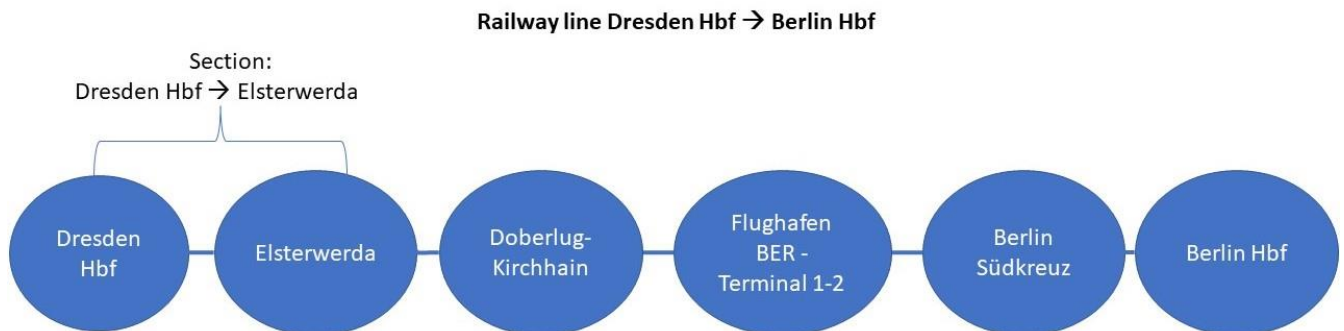 Railway line Dresden Hbf → Berlin Hbf
Section:
Dresden Hbf → Elsterwerda
Dresden
Hbf
Elsterwerda
Doberlug-
Kirchhain
Flughafen
BER -
Terminal 1-2
Berlin
Südkreuz
Berlin Hbf